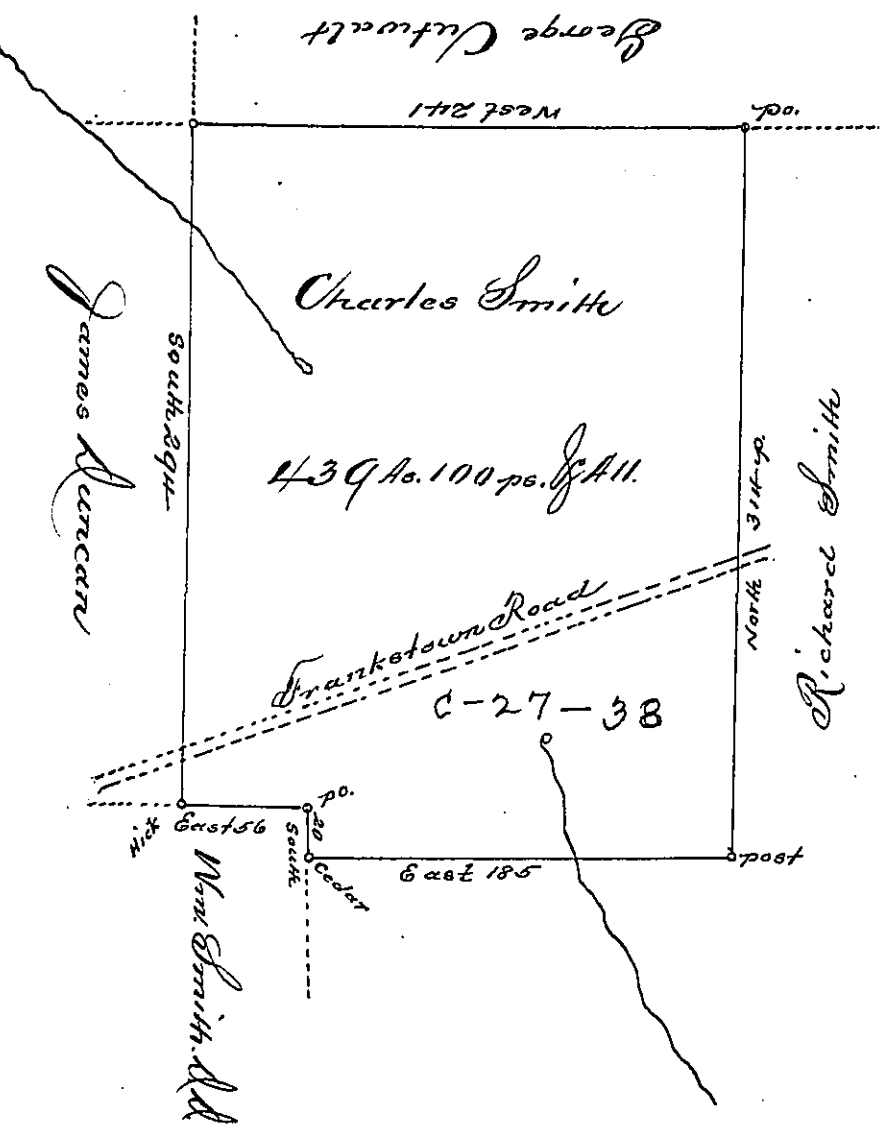 George Cutwalt
West 241
po.
Charles Smith
James Duncan
South 294
439 As. 100 ps. & All.
314 p.
North
Richard Smith
Frankstown Road
C-27-38
po.
20
South
Hick
East 56
Cedar
East 185
post
Wm. Smith